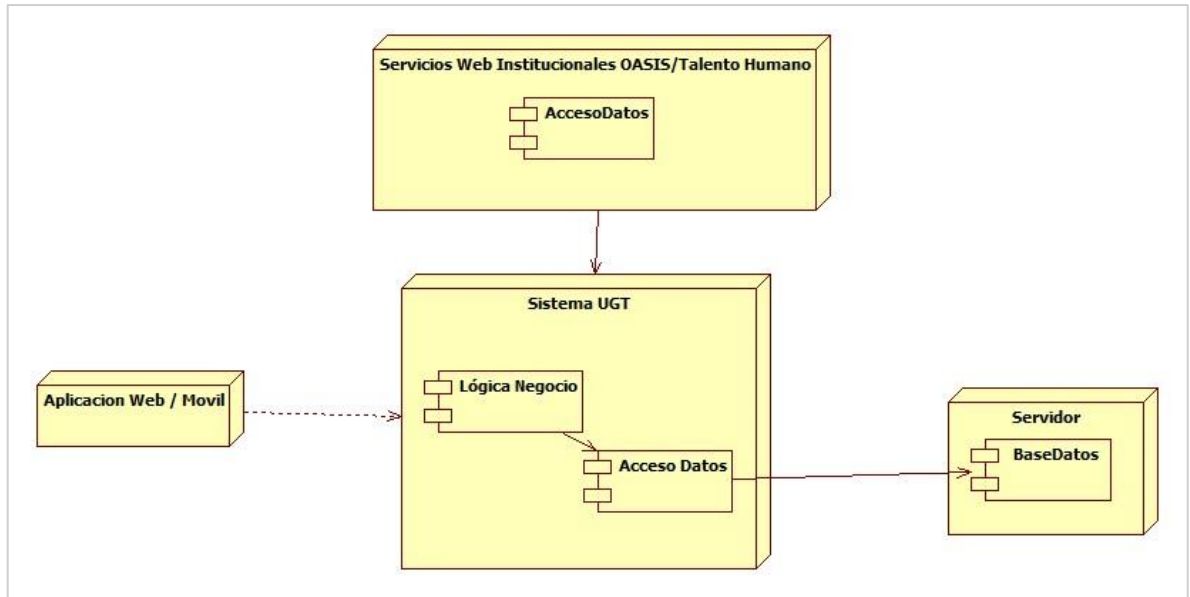 Servicios Web Institucionales OASIS/Talento Humano
AccesoDatos
Sistema UGT
Lógica Negocio
Aplicacion Web / Movil
Acceso Datos
Servidor
BaseDatos